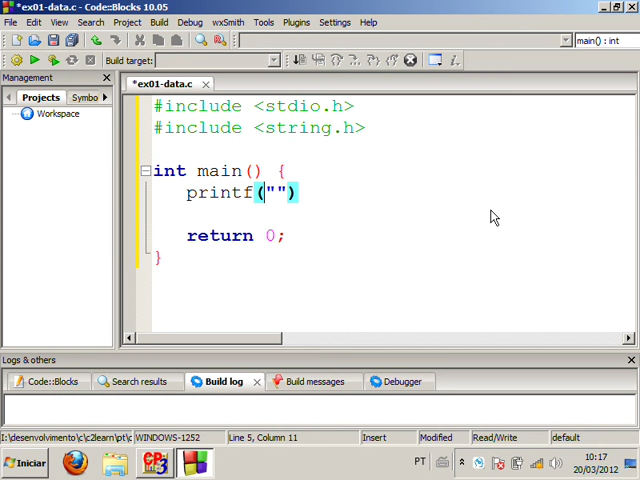 *ex01-data.c - Code::Blocks 10.05
File Edit View Search Project Build Debug wxSmith Tools Plugins Settings Help
main() : int
Build target:
Management
Projects Symbo
Workspace
*ex01-data.c
#include <stdio.h>
#include <string.h>
int main() {
printf("")
return 0;
}
Logs & others
Code::Blocks Search results Build log Build messages Debugger
I:\desenvolvimento\c\c2learn\pt\c WINDOWS-1252 Line 5, Column 11 Insert Modified Read/Write default
Iniciar PT 10:17
20/03/2012